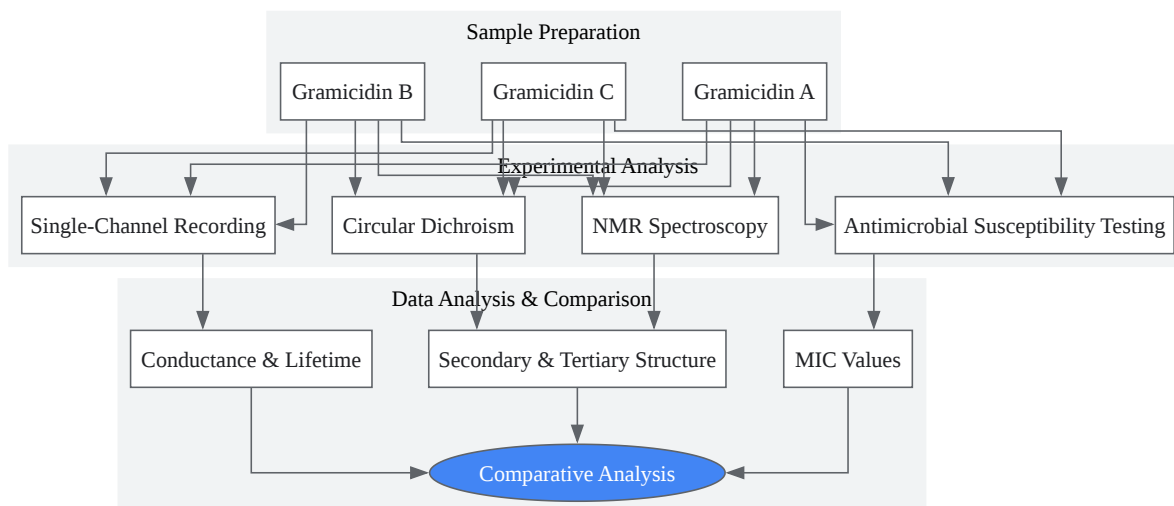 Sample Preparation
Gramicidin B
Gramicidin C
Gramicidin A
Experimental Analysis
Single-Channel Recording
Circular Dichroism
NMR Spectroscopy
Antimicrobial Susceptibility Testing
Data Analysis & Comparison
Conductance & Lifetime
Secondary & Tertiary Structure
MIC Values
Comparative Analysis